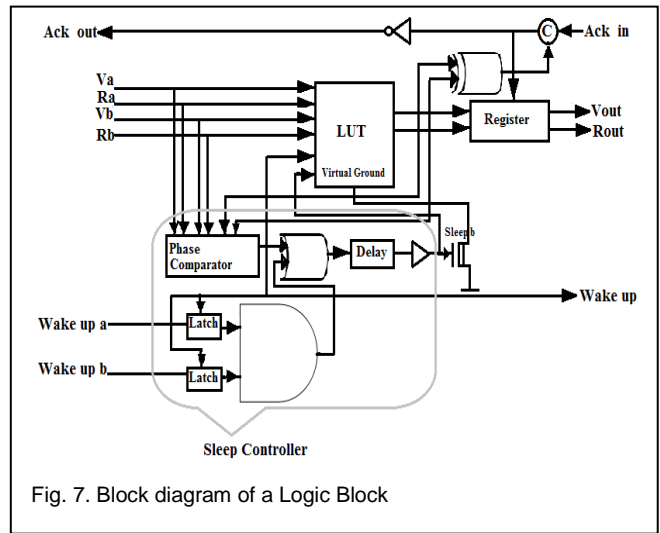 Ack out
C
Ack in
Va
Ra
Vb
Rb
LUT
Virtual Ground
Register
Vout
Rout
Sleep b
Phase
Comparator
Delay
Wake up
Wake up a
Latch
Wake up b
Latch
Sleep Controller
Fig. 7. Block diagram of a Logic Block